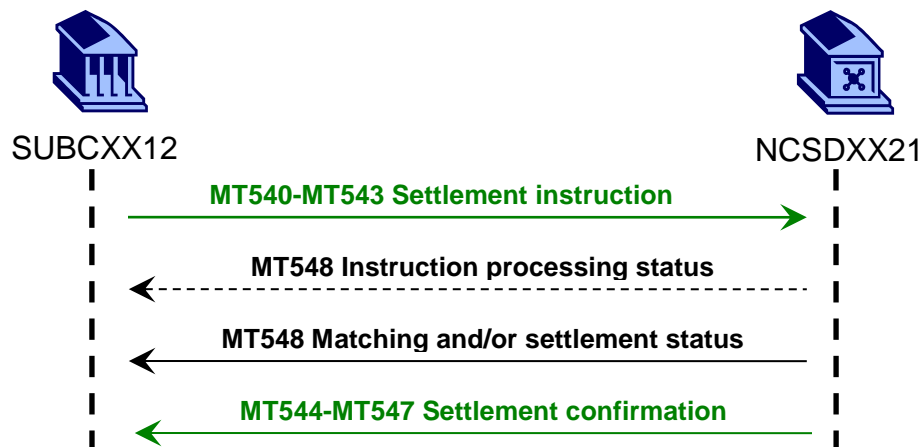 SUBCXX12
NCSDXX21
MT540-MT543 Settlement instruction
MT548 Instruction processing status
MT548 Matching and/or settlement status
MT544-MT547 Settlement confirmation